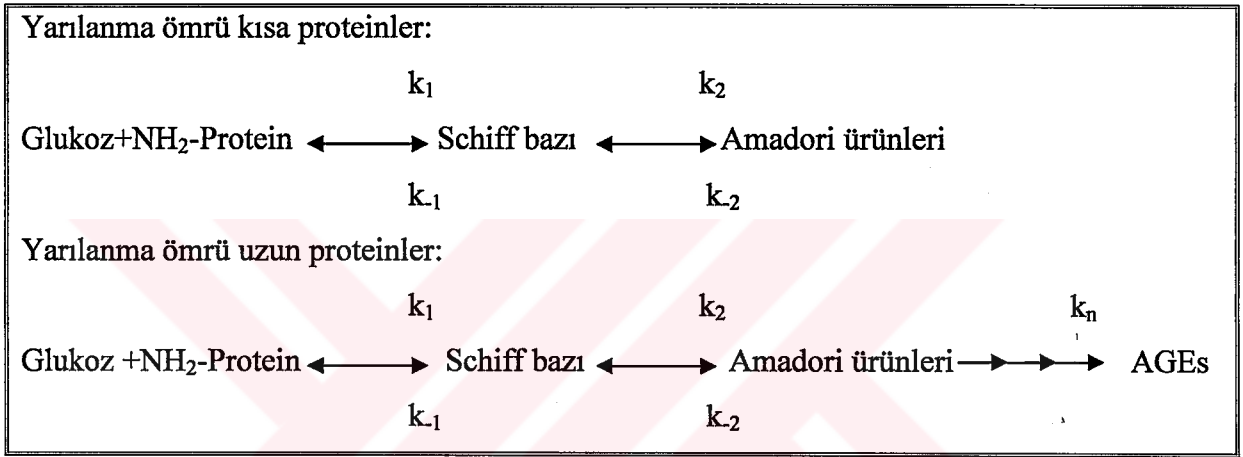 Yarılanma ömrü kısa proteinler:
k₁ k₂
Glukoz+NH₂-Protein ⟷ Schiff bazı ⟷ Amadori ürünleri
k₋₁ k₋₂
Yarılanma ömrü uzun proteinler:
k₁ k₂ kₙ
Glukoz +NH₂-Protein ⟷ Schiff bazı ⟷ Amadori ürünleri →→→ AGEs
k₋₁ k₋₂